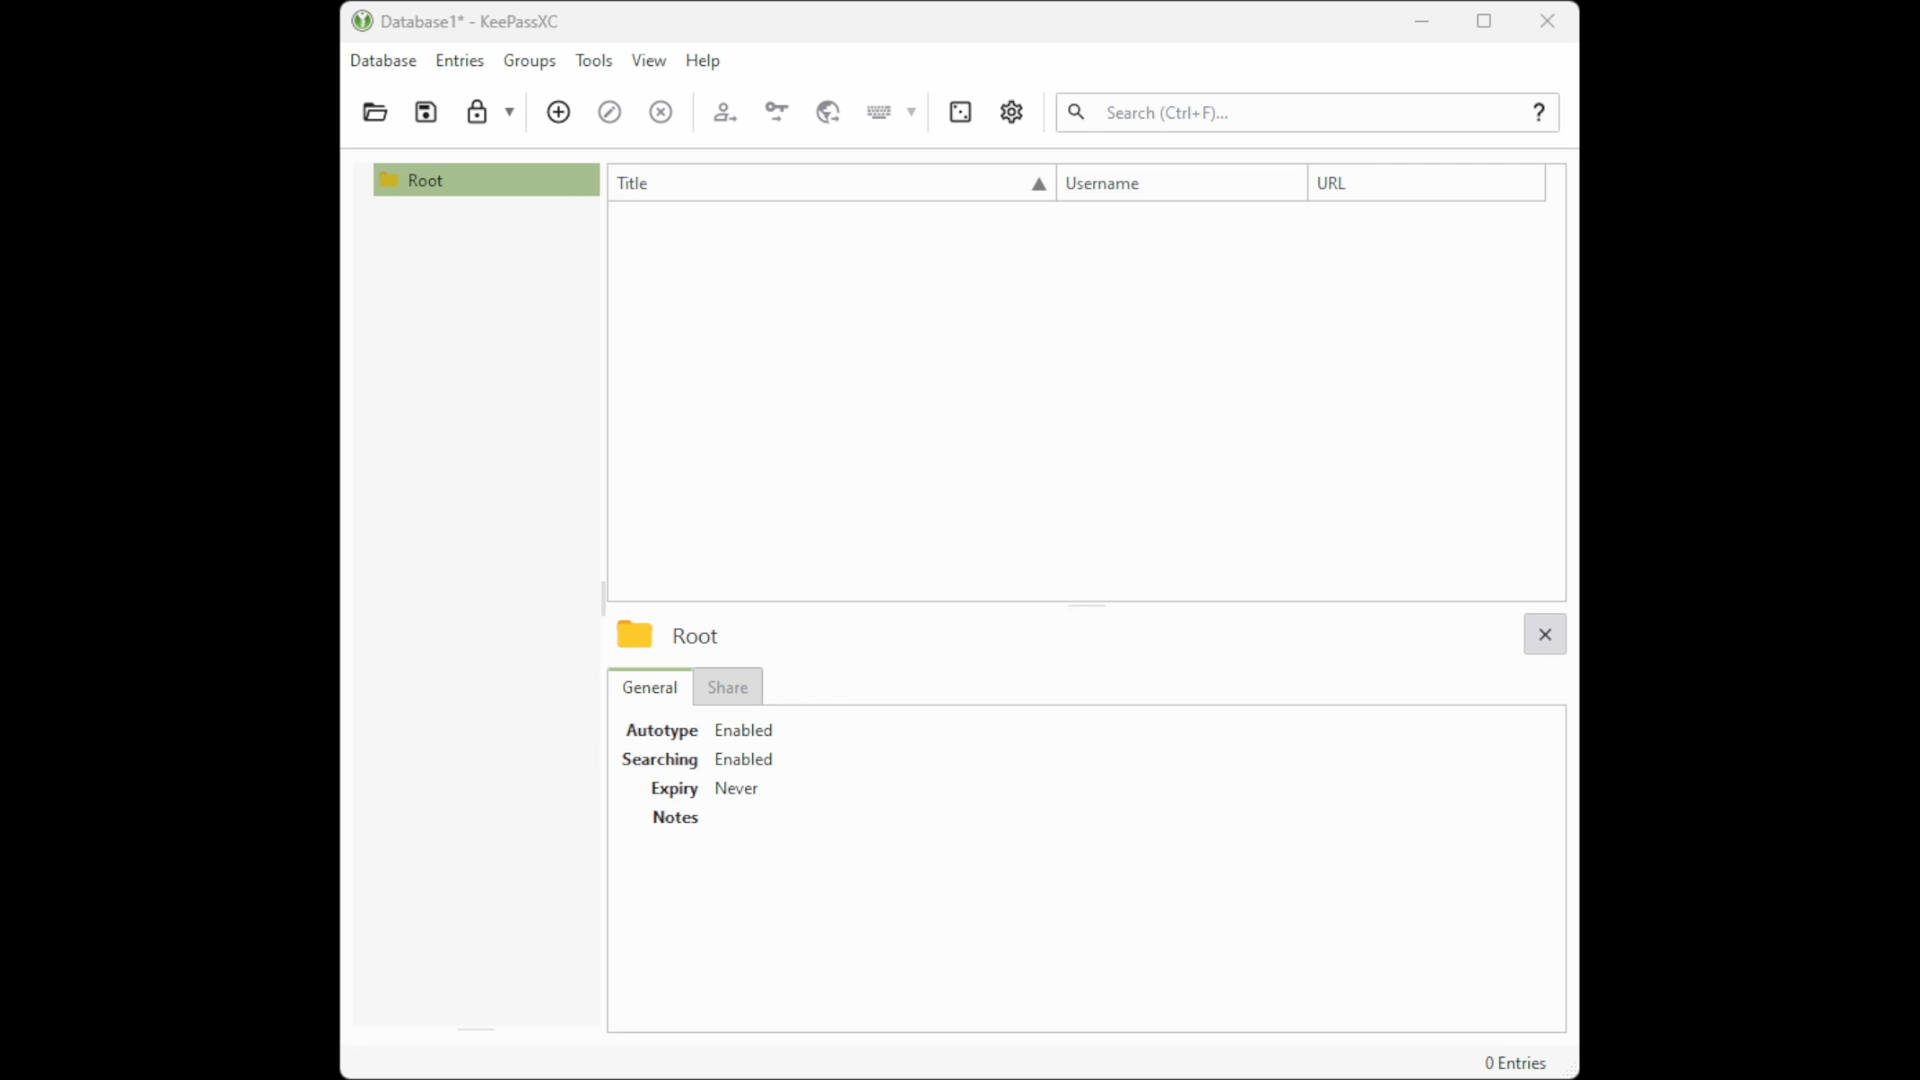 Database1* - KeePassXC
Database Entries Groups Tools View Help
Search (Ctrl+F)... ?
Root
Title Username URL
Root
General Share
Autotype Enabled
Searching Enabled
Expiry Never
Notes
0 Entries